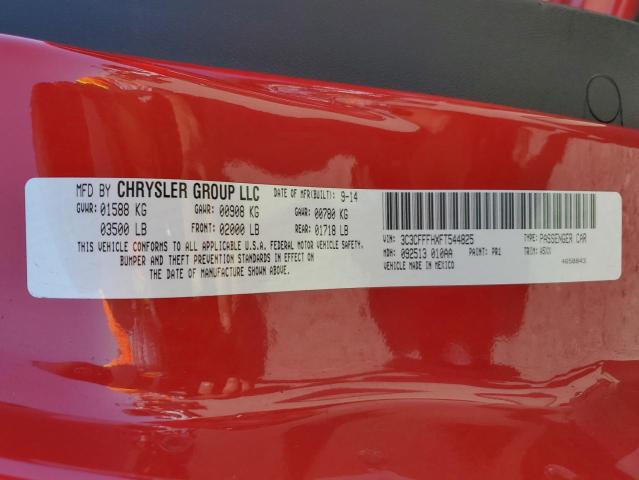 MFD BY CHRYSLER GROUP LLC DATE OF MFR(BUILT): 9-14
GVWR: 01588 KG GAWR: 00908 KG GAWR: 00780 KG
03500 LB FRONT: 02000 LB REAR: 01718 LB
THIS VEHICLE CONFORMS TO ALL APPLICABLE U.S.A. FEDERAL MOTOR VEHICLE SAFETY,
BUMPER AND THEFT PREVENTION STANDARDS IN EFFECT ON
THE DATE OF MANUFACTURE SHOWN ABOVE.
VIN: 3C3CFFFHXFT544825 TYPE: PASSENGER CAR
MDH: 092513 010AA PAINT: PR1 TRIM:
VEHICLE MADE IN MEXICO 4650843